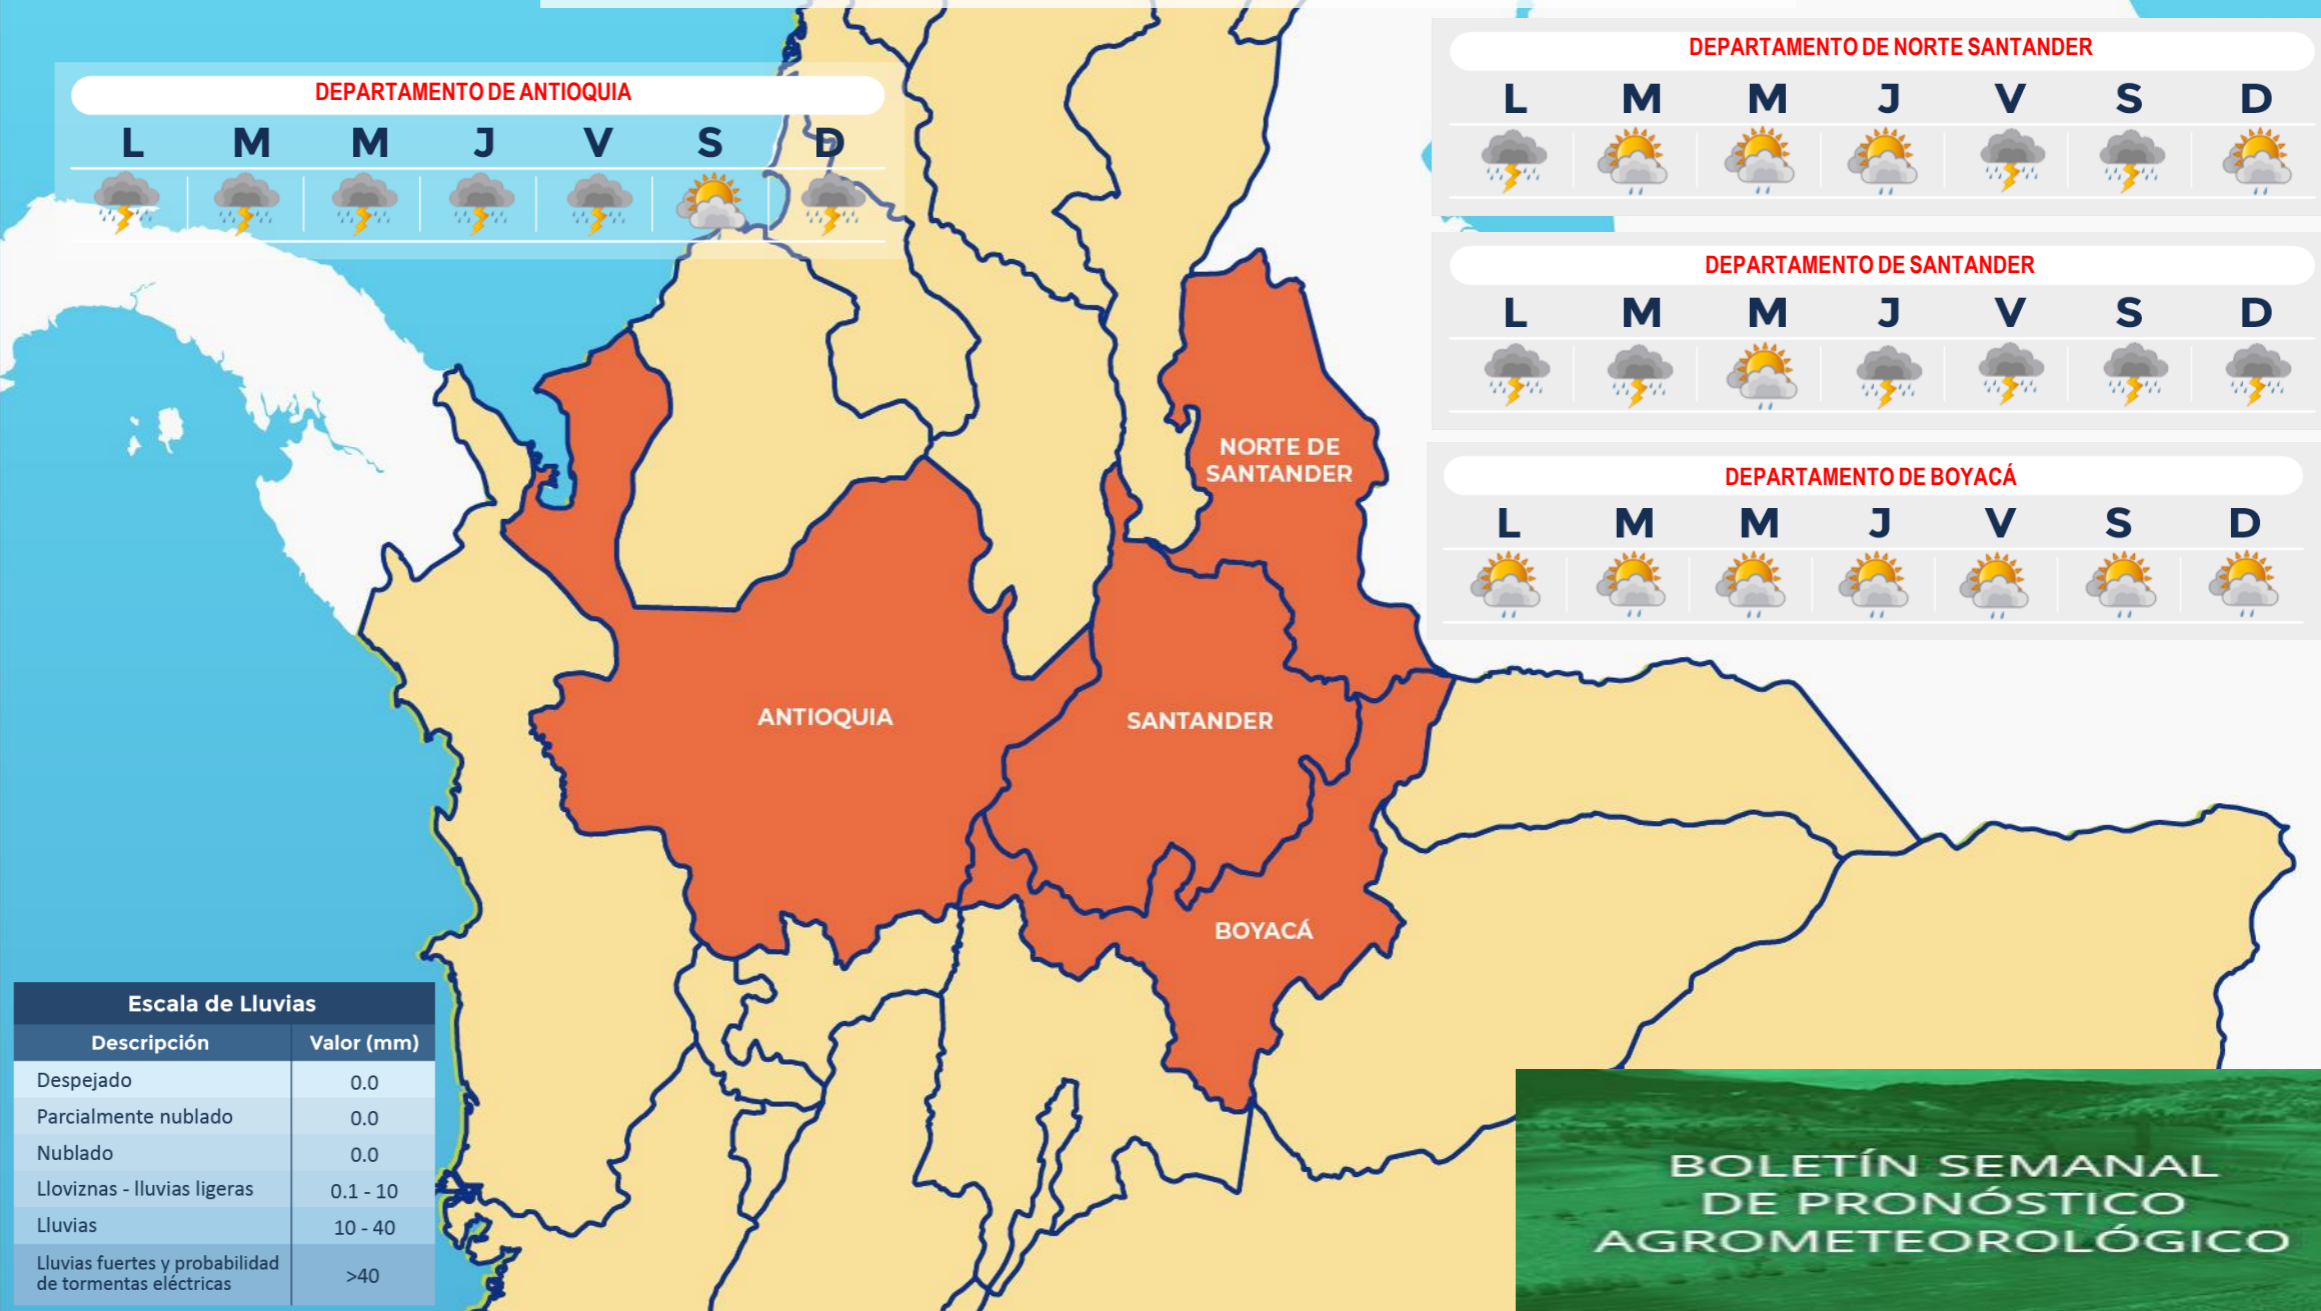 DEPARTAMENTO DE ANTIOQUIA
L M M J V S D
DEPARTAMENTO DE NORTE SANTANDER
L M M J V S D
DEPARTAMENTO DE SANTANDER
L M M J V S D
DEPARTAMENTO DE BOYACÁ
L M M J V S D
NORTE DE
SANTANDER
ANTIOQUIA
SANTANDER
BOYACÁ
Escala de Lluvias
Descripción Valor (mm)
Despejado 0.0
Parcialmente nublado 0.0
Nublado 0.0
Lloviznas - lluvias ligeras 0.1 - 10
Lluvias 10 - 40
Lluvias fuertes y probabilidad
de tormentas eléctricas >40
BOLETÍN SEMANAL
DE PRONÓSTICO
AGROMETEOROLÓGICO